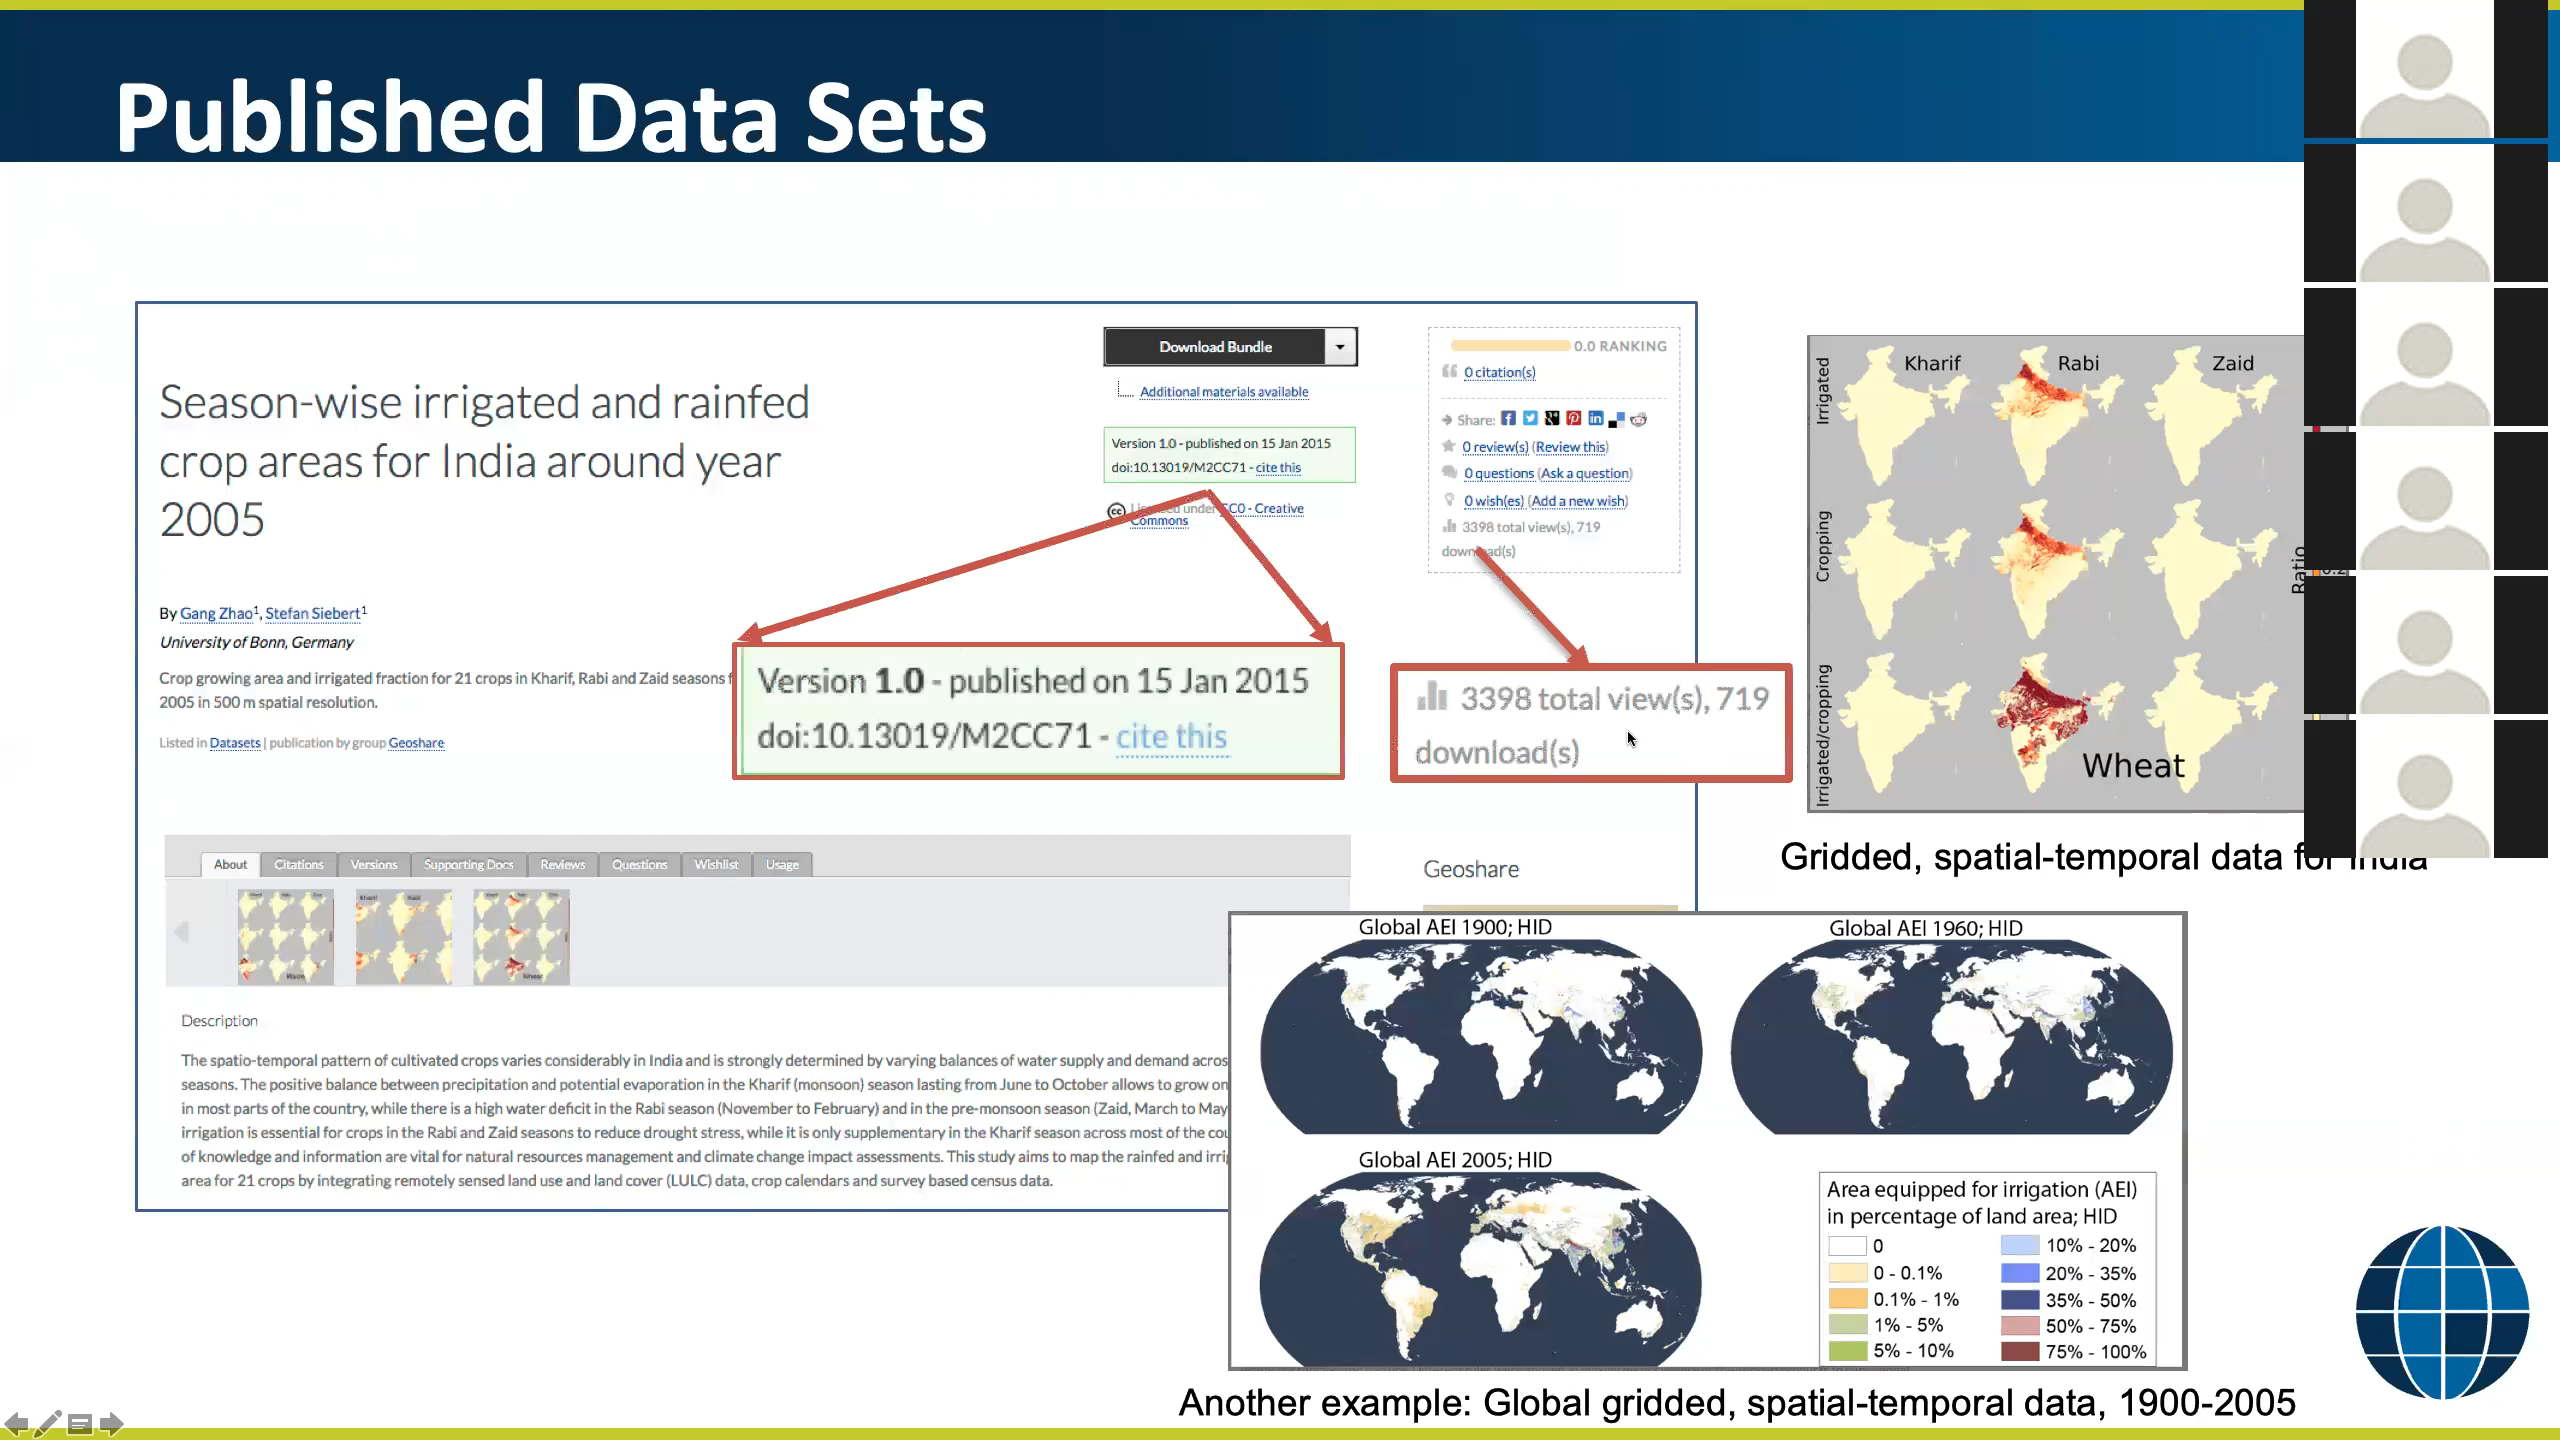 Published Data Sets
Season-wise irrigated and rainfed
crop areas for India around year
2005
By Gang Zhao1, Stefan Siebert1
University of Bonn, Germany
Crop growing area and irrigated fraction for 21 crops in Kharif, Rabi and Zaid seasons f
2005 in 500 m spatial resolution.
Listed in Datasets | publication by group Geoshare
Download Bundle
Additional materials available
Version 1.0 - published on 15 Jan 2015
doi:10.13019/M2CC71 - cite this
Licensed under CC0 - Creative
Commons
0.0 RANKING
0 citation(s)
Share:
0 review(s) (Review this)
0 questions (Ask a question)
0 wish(es) (Add a new wish)
3398 total view(s), 719
download(s)
Version 1.0 - published on 15 Jan 2015
doi:10.13019/M2CC71 - cite this
3398 total view(s), 719
download(s)
Kharif Rabi Zaid
Irrigated
Cropping
Irrigated/cropping
Ratio
Wheat
Gridded, spatial-temporal data for India
About Citations Versions Supporting Docs Reviews Questions Wishlist Usage
Geoshare
Description
The spatio-temporal pattern of cultivated crops varies considerably in India and is strongly determined by varying balances of water supply and demand acros
seasons. The positive balance between precipitation and potential evaporation in the Kharif (monsoon) season lasting from June to October allows to grow on
in most parts of the country, while there is a high water deficit in the Rabi season (November to February) and in the pre-monsoon season (Zaid, March to May
irrigation is essential for crops in the Rabi and Zaid seasons to reduce drought stress, while it is only supplementary in the Kharif season across most of the cou
of knowledge and information are vital for natural resources management and climate change impact assessments. This study aims to map the rainfed and irri
area for 21 crops by integrating remotely sensed land use and land cover (LULC) data, crop calendars and survey based census data.
Global AEI 1900; HID
Global AEI 1960; HID
Global AEI 2005; HID
Area equipped for irrigation (AEI)
in percentage of land area; HID
0
0 - 0.1%
0.1% - 1%
1% - 5%
5% - 10%
10% - 20%
20% - 35%
35% - 50%
50% - 75%
75% - 100%
Another example: Global gridded, spatial-temporal data, 1900-2005